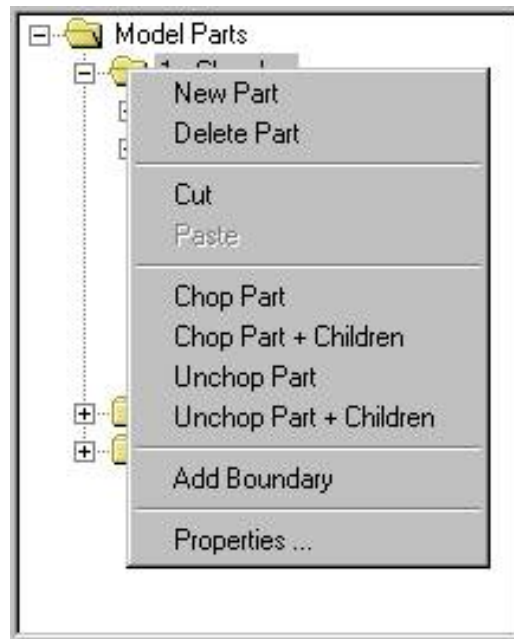 Model Parts
New Part
Delete Part
Cut
Paste
Chop Part
Chop Part + Children
Unchop Part
Unchop Part + Children
Add Boundary
Properties ...